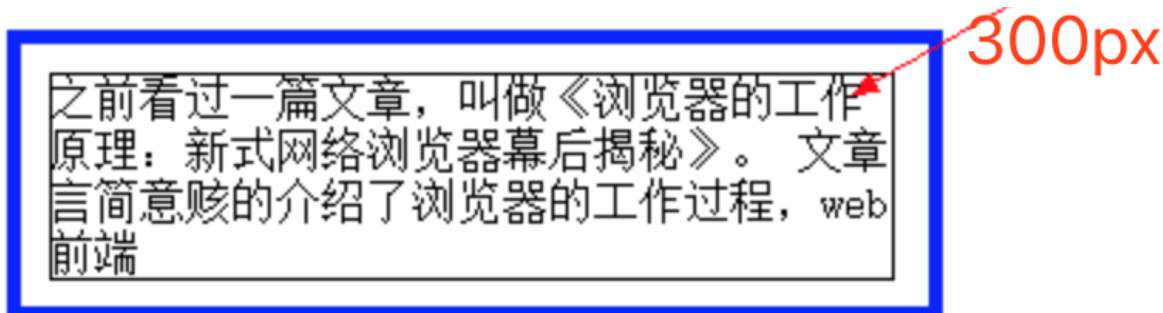 300px
之前看过一篇文章，叫做《浏览器的工作
原理：新式网络浏览器幕后揭秘》。 文章
言简意赅的介绍了浏览器的工作过程，web
前端